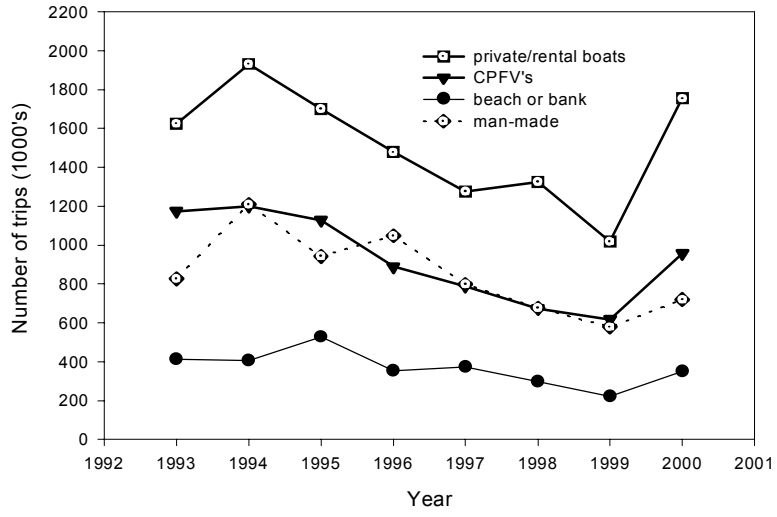 2200
2000
1800
1600
1400
1200
1000
800
600
400
200
0
Number of trips (1000's)
private/rental boats
CPFV's
beach or bank
man-made
1992 1993 1994 1995 1996 1997 1998 1999 2000 2001
Year